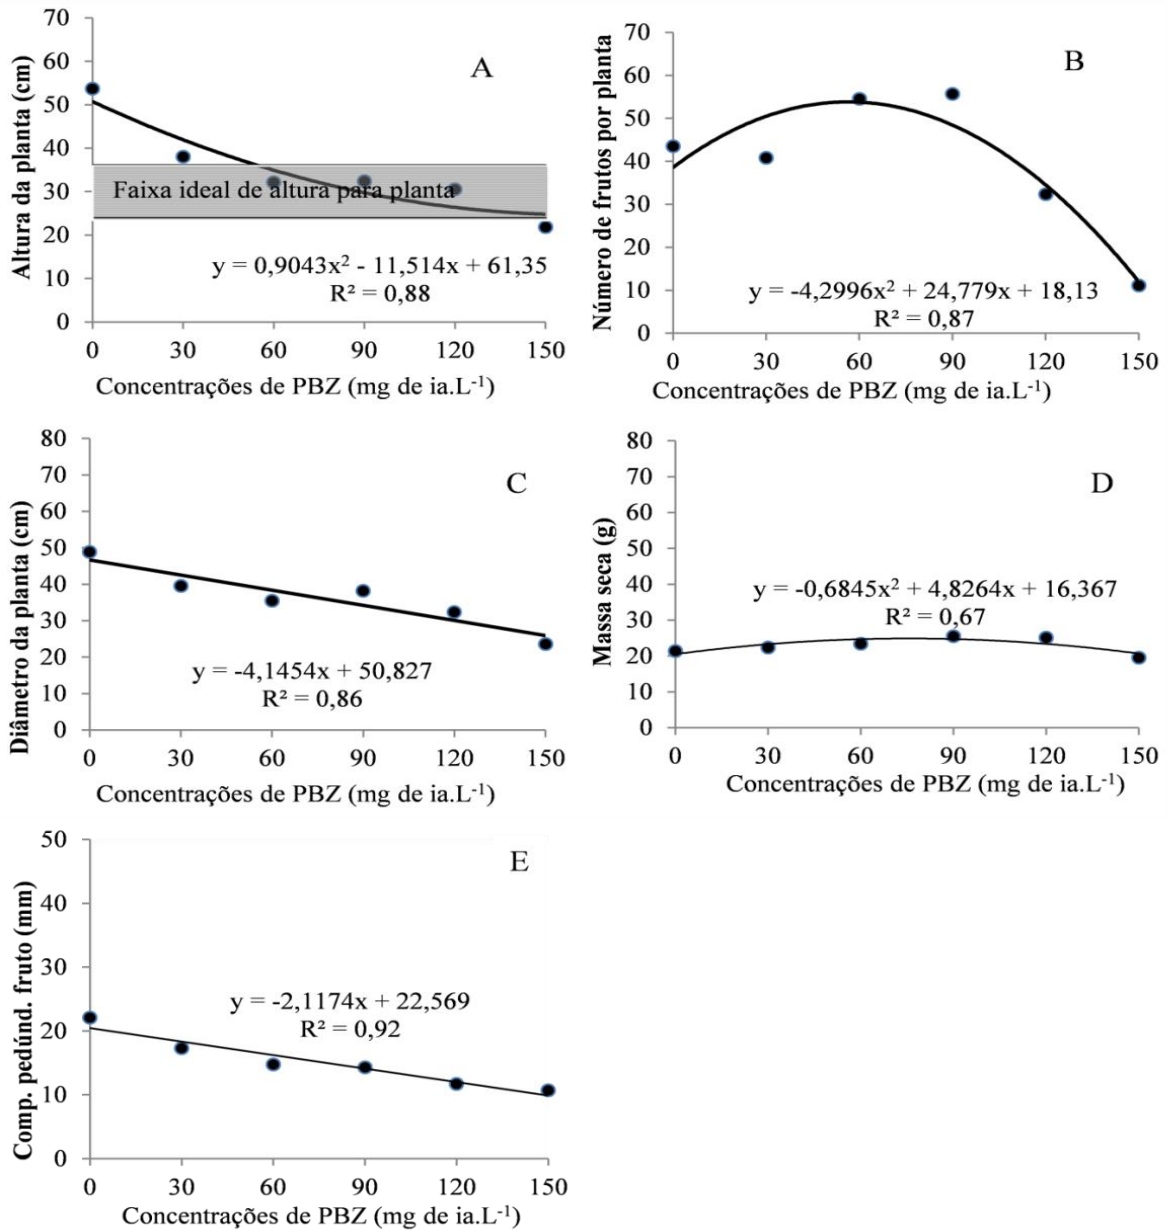 A
Altura da planta (cm)
70
60
50
40
30
20
10
0
Faixa ideal de altura para planta
y = 0,9043x² - 11,514x + 61,35
R² = 0,88
0 30 60 90 120 150
Concentrações de PBZ (mg de ia.L⁻¹)
B
Número de frutos por planta
70
60
50
40
30
20
10
0
y = -4,2996x² + 24,779x + 18,13
R² = 0,87
0 30 60 90 120 150
Concentrações de PBZ (mg de ia.L⁻¹)
C
Diâmetro da planta (cm)
80
70
60
50
40
30
20
10
0
y = -4,1454x + 50,827
R² = 0,86
0 30 60 90 120 150
Concentrações de PBZ (mg de ia.L⁻¹)
D
Massa seca (g)
80
70
60
50
40
30
20
10
0
y = -0,6845x² + 4,8264x + 16,367
R² = 0,67
0 30 60 90 120 150
Concentrações de PBZ (mg de ia.L⁻¹)
E
Comp. pedúnd. fruto (mm)
50
40
30
20
10
0
y = -2,1174x + 22,569
R² = 0,92
0 30 60 90 120 150
Concentrações de PBZ (mg de ia.L⁻¹)